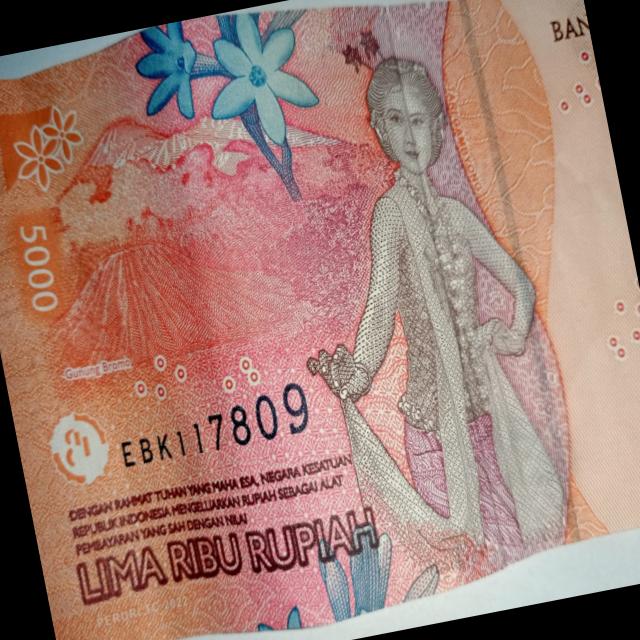 BAN
5000
Gunung Bromo
EBK117809
DENGAN RAHMAT TUHAN YANG MAHA ESA, NEGARA KESATUAN
REPUBLIK INDONESIA MENGELUARKAN RUPIAH SEBAGAI ALAT
PEMBAYARAN YANG SAH DENGAN NILAI
LIMA RIBU RUPIAH